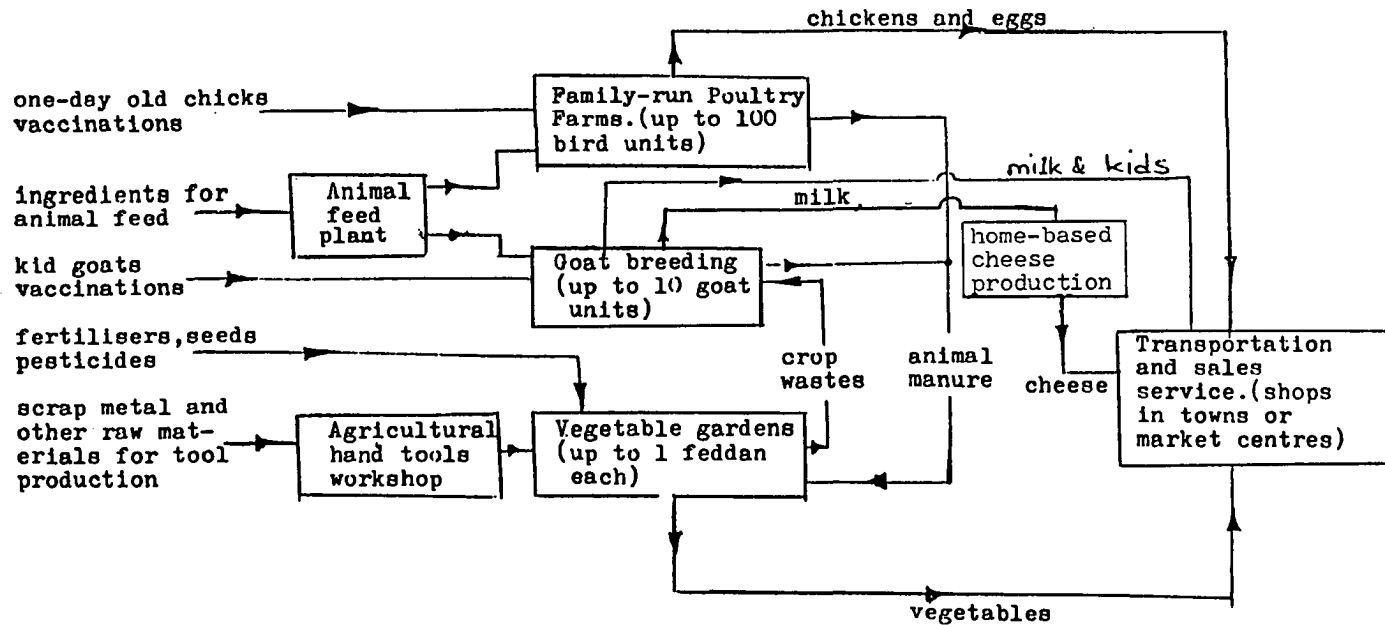 chickens and eggs
one-day old chicks
vaccinations
Family-run Poultry
Farms.(up to 100
bird units)
milk & kids
milk
ingredients for
animal feed
Animal
feed
plant
home-based
cheese
production
kid goats
vaccinations
Goat breeding
(up to 10 goat
units)
fertilisers,seeds
pesticides
crop
wastes
animal
manure
cheese
Transportation
and sales
service.(shops
in towns or
market centres)
scrap metal and
other raw mat-
erials for tool
production
Agricultural
hand tools
workshop
Vegetable gardens
(up to 1 feddan
each)
vegetables